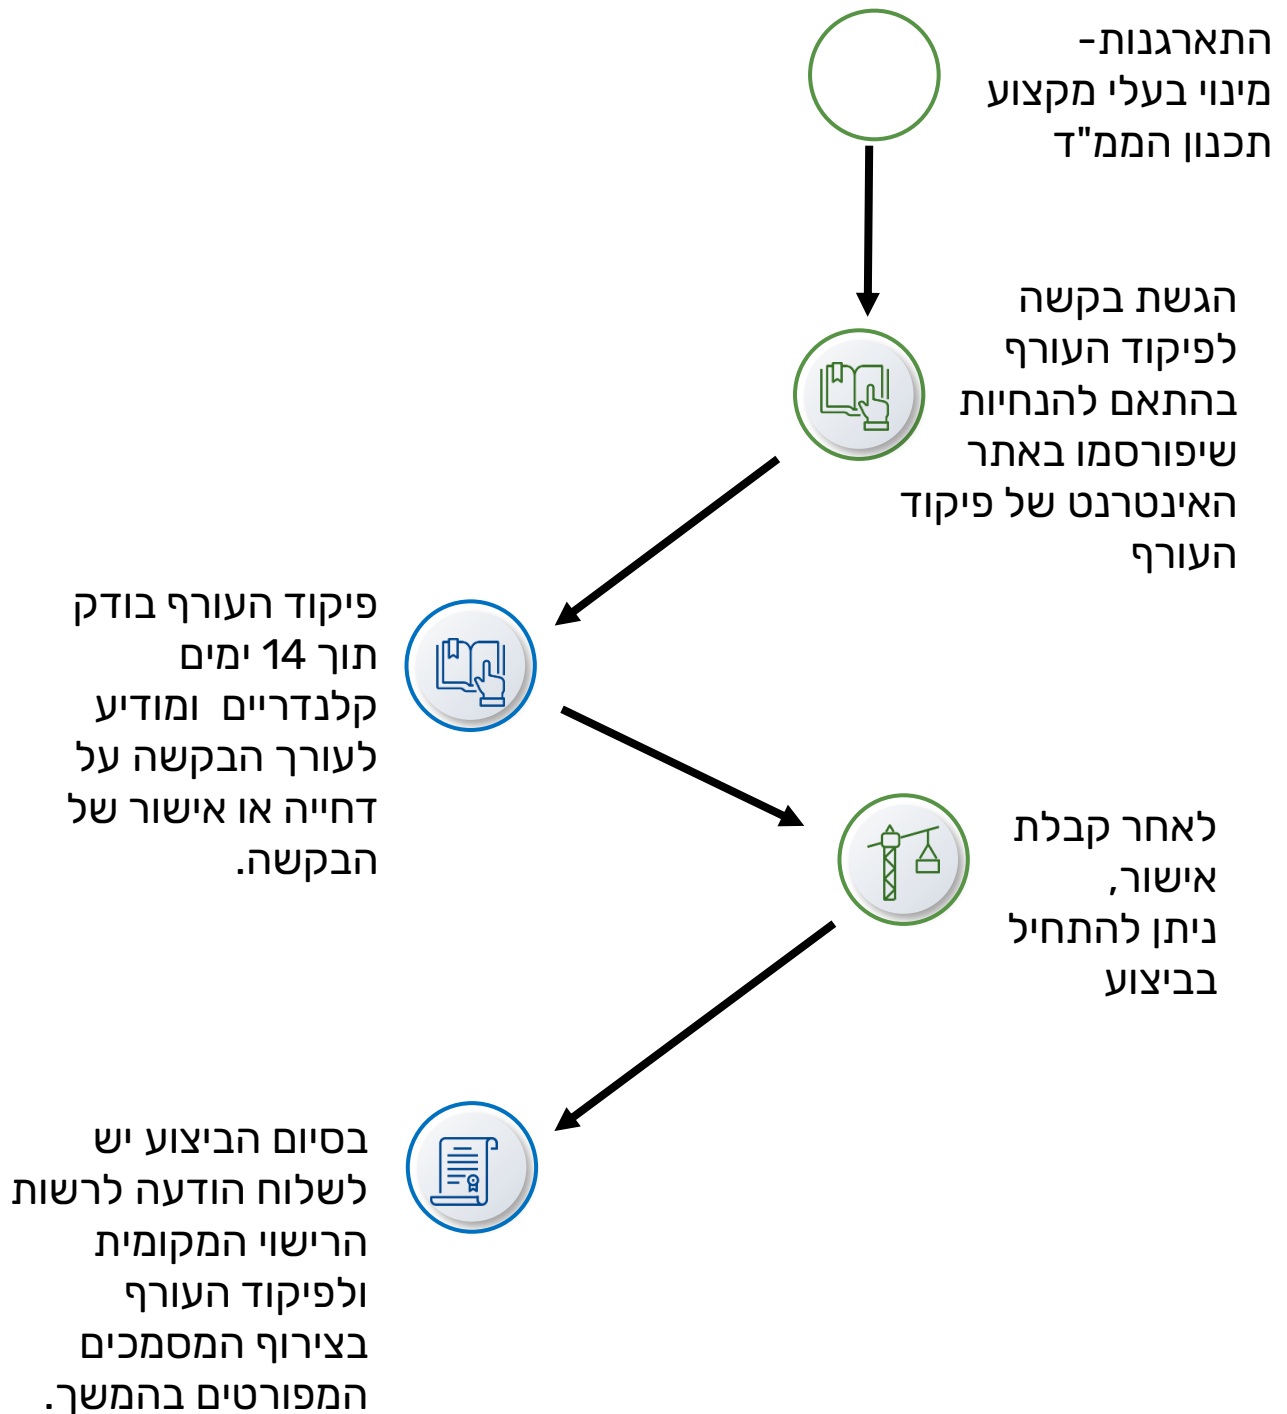 התארגנות-
מינוי בעלי מקצוע
תכנון הממ"ד
הגשת בקשה
לפיקוד העורף
בהתאם להנחיות
שיפורסמו באתר
האינטרנט של פיקוד
העורף
פיקוד העורף בודק
תוך 14 ימים
קלנדריים  ומודיע
לעורך הבקשה על
דחייה או אישור של
הבקשה.
לאחר קבלת
אישור,
ניתן להתחיל
בביצוע
בסיום הביצוע יש
לשלוח הודעה לרשות
הרישוי המקומית
ולפיקוד העורף
בצירוף המסמכים
המפורטים בהמשך.